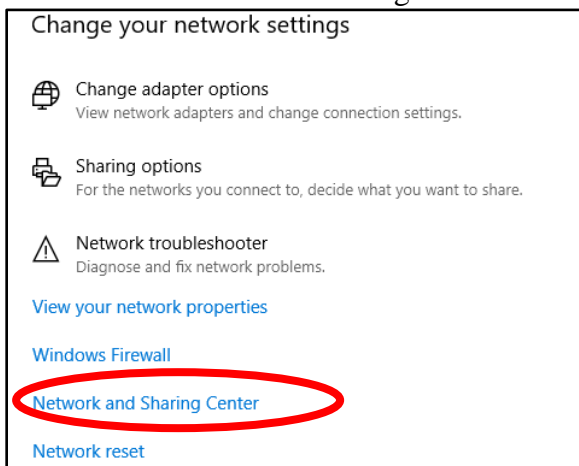 Change your network settings
Change adapter options
View network adapters and change connection settings.
Sharing options
For the networks you connect to, decide what you want to share.
Network troubleshooter
Diagnose and fix network problems.
View your network properties
Windows Firewall
Network and Sharing Center
Network reset